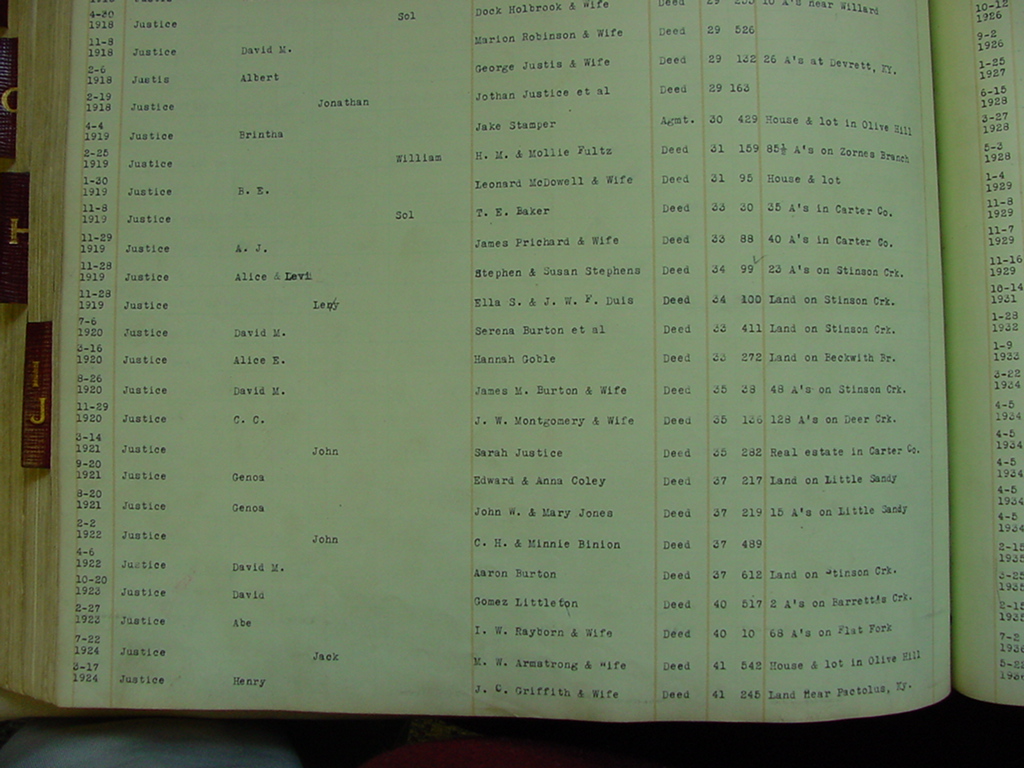 4-30
1918 Justice Sol Dock Holbrook & Wife Deed 29 10 A's near Willard
11-8
1918 Justice David M. Marion Robinson & Wife Deed 29 526
2-6
1918 Justis Albert George Justis & Wife Deed 29 132 26 A's at Devrett, KY.
2-19
1918 Justice Jonathan Jothan Justice et al Deed 29 163
4-4
1919 Justice Brintha Jake Stamper Agmt. 30 429 House & lot in Olive Hill
2-25
1919 Justice William H. M. & Mollie Fultz Deed 31 159 85½ A's on Zornes Branch
1-30
1919 Justice B. E. Leonard McDowell & Wife Deed 31 95 House & lot
11-8
1919 Justice Sol T. E. Baker Deed 33 30 35 A's in Carter Co.
11-29
1919 Justice A. J. James Prichard & Wife Deed 33 88 40 A's in Carter Co.
11-28
1919 Justice Alice & Levi Stephen & Susan Stephens Deed 34 99 23 A's on Stinson Crk.
11-28
1919 Justice Levy Ella S. & J. W. F. Duis Deed 34 100 Land on Stinson Crk.
7-6
1920 Justice David M. Serena Burton et al Deed 33 411 Land on Stinson Crk.
3-16
1920 Justice Alice E. Hannah Goble Deed 33 272 Land on Beckwith Br.
8-26
1920 Justice David M. James M. Burton & Wife Deed 35 38 48 A's on Stinson Crk.
11-29
1920 Justice C. C. J. W. Montgomery & Wife Deed 35 136 128 A's on Deer Crk.
3-14
1921 Justice John Sarah Justice Deed 35 282 Real estate in Carter Co.
9-20
1921 Justice Genoa Edward & Anna Coley Deed 37 217 Land on Little Sandy
8-20
1921 Justice Genoa John W. & Mary Jones Deed 37 219 15 A's on Little Sandy
2-2
1922 Justice John C. H. & Minnie Binion Deed 37 489
4-6
1922 Justice David M. Aaron Burton Deed 37 612 Land on Stinson Crk.
10-20
1923 Justice David Gomez Littleton Deed 40 517 2 A's on Barretts Crk.
2-27
1923 Justice Abe I. W. Rayborn & Wife Deed 40 10 68 A's on Flat Fork
7-22
1924 Justice Jack M. W. Armstrong & Wife Deed 41 542 House & lot in Olive Hill
3-17
1924 Justice Henry J. C. Griffith & Wife Deed 41 245 Land Near Pactolus, Ky.
H
J
10-12
1926
9-2
1926
1-25
1927
6-15
1928
3-27
1928
5-3
1928
1-4
1929
11-8
1929
11-7
1929
11-16
1929
10-14
1931
1-28
1932
1-9
1933
3-22
1934
4-5
1934
4-5
1934
4-5
1934
4-5
1934
4-5
1934
2-15
1935
3-25
1935
2-15